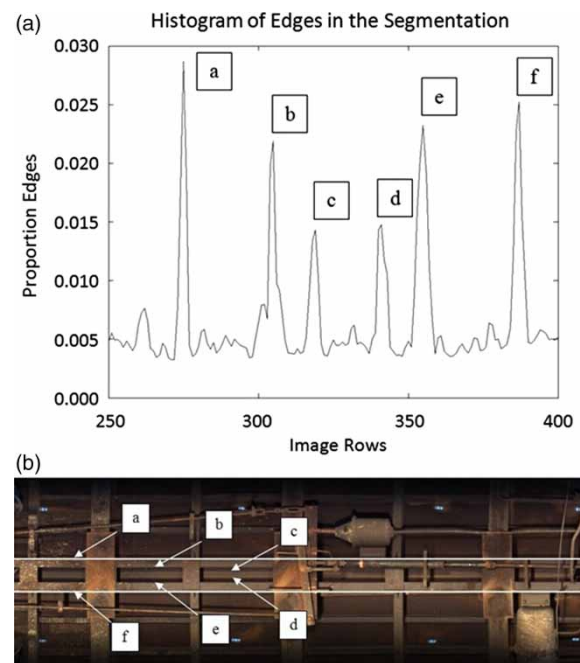 (a)
Histogram of Edges in the Segmentation
0.030
0.025
0.020
0.015
0.010
0.005
0.000
Proportion Edges
a
b
c
d
e
f
250
300
350
400
Image Rows
(b)
a
b
c
f
e
d